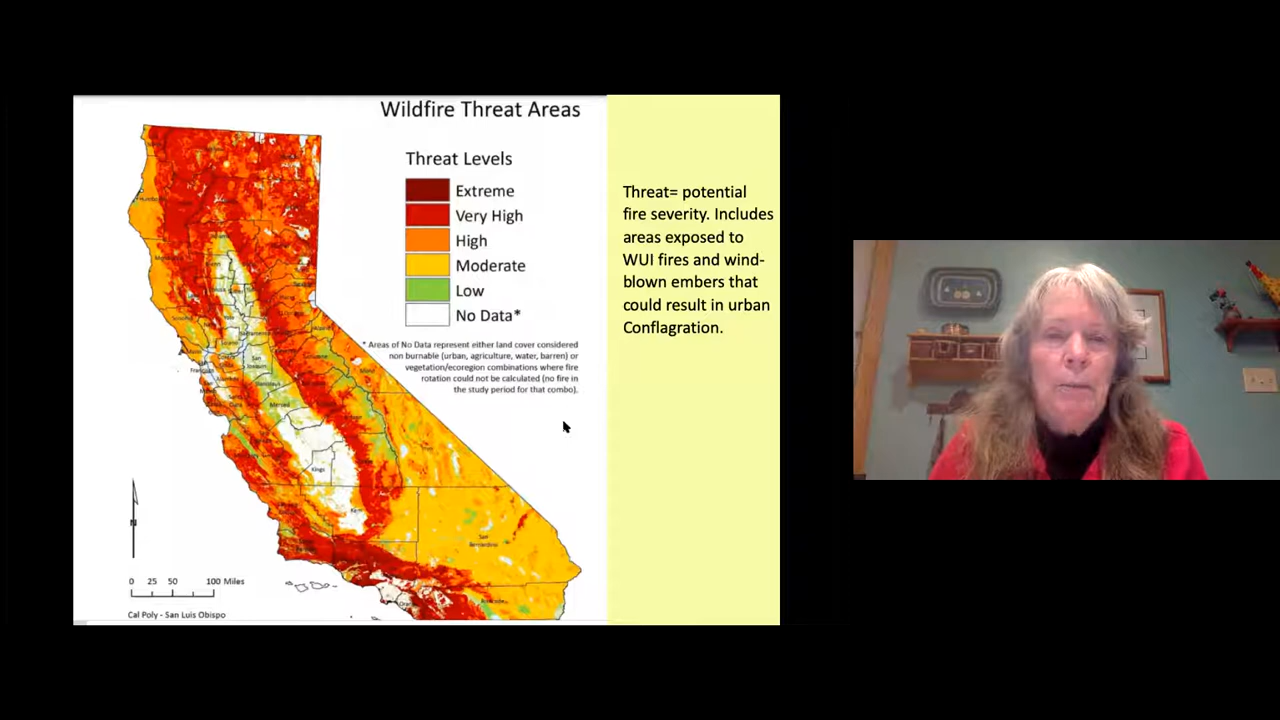 Wildfire Threat Areas
Threat Levels
Extreme
Very High
High
Moderate
Low
No Data*
* Areas of No Data represent either land cover considered
non burnable (urban, agriculture, water, barren) or
vegetation/ecoregion combinations where fire
rotation could not be calculated (no fire in
the study period for that combo).
Kings
San
Bernardino
N
0 25 50 100 Miles
Cal Poly - San Luis Obispo
Threat= potential
fire severity. Includes
areas exposed to
WUI fires and wind-
blown embers that
could result in urban
Conflagration.